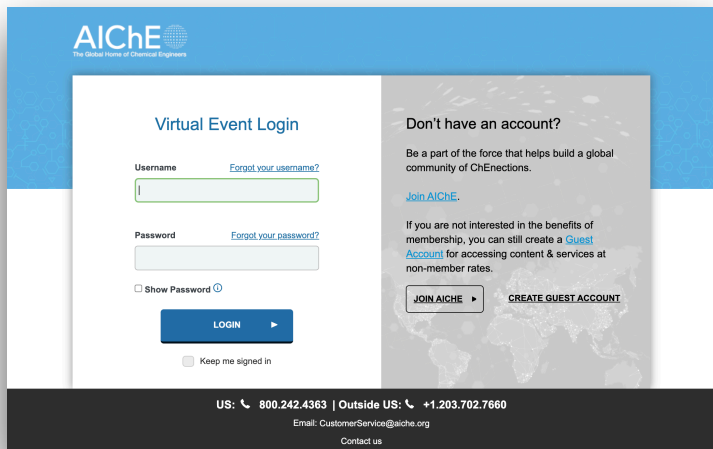 AIChE
The Global Home of Chemical Engineers
Virtual Event Login
Username Forgot your username?
Password Forgot your password?
Show Password
LOGIN
Keep me signed in
Don't have an account?
Be a part of the force that helps build a global
community of ChEnections.
Join AIChE.
If you are not interested in the benefits of
membership, you can still create a Guest
Account for accessing content & services at
non-member rates.
JOIN AICHE CREATE GUEST ACCOUNT
US: 800.242.4363 | Outside US: +1.203.702.7660
Email: CustomerService@aiche.org
Contact us